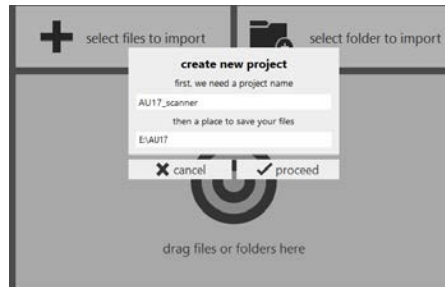 select files to import
select folder to import
create new project
first, we need a project name
AU17_scanner
then a place to save your files
E:\AU17
cancel
proceed
drag files or folders here